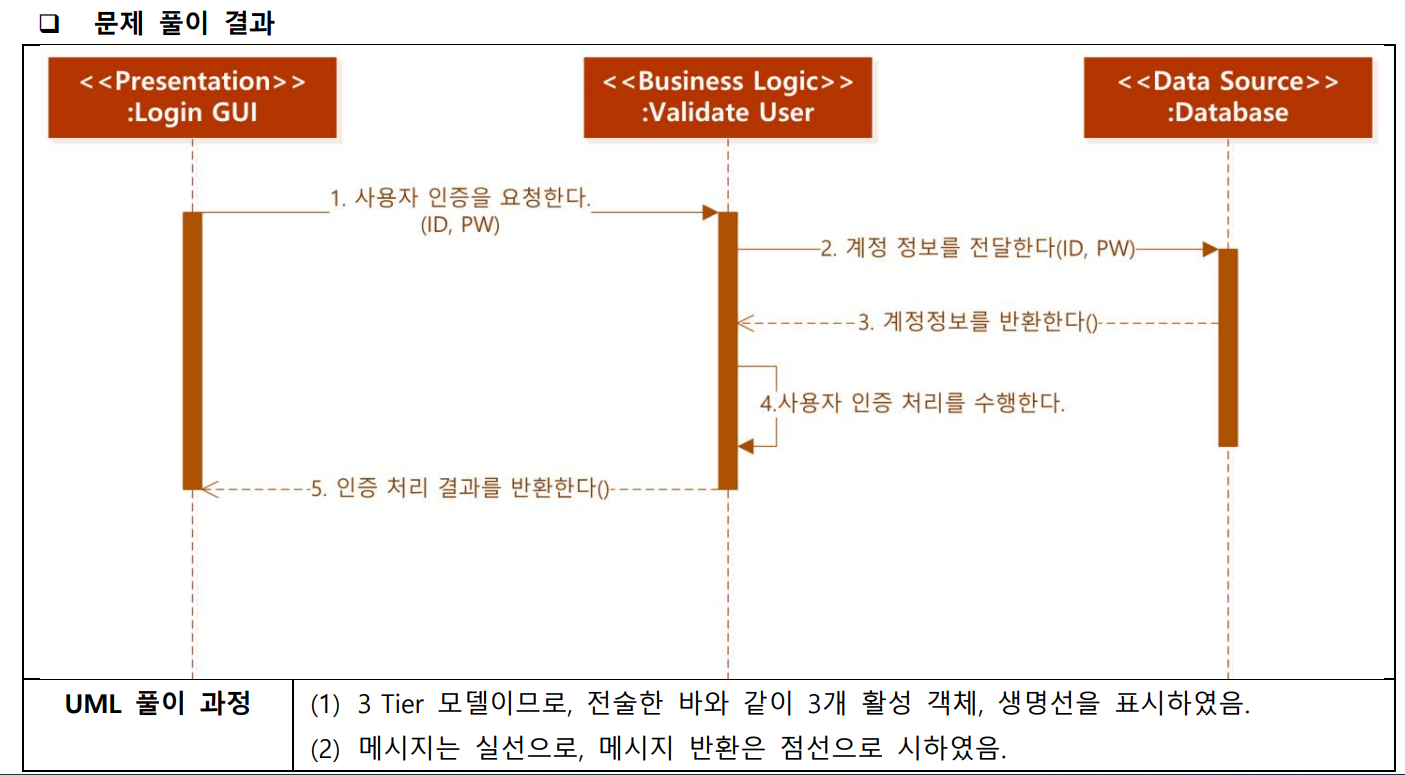 ❑ 문제 풀이 결과
<<Presentation>>
:Login GUI
<<Business Logic>>
:Validate User
<<Data Source>>
:Database
1. 사용자 인증을 요청한다.
(ID, PW)
2. 계정 정보를 전달한다(ID, PW)
3. 계정정보를 반환한다()
4.사용자 인증 처리를 수행한다.
5. 인증 처리 결과를 반환한다()
UML 풀이 과정
(1) 3 Tier 모델이므로, 전술한 바와 같이 3개 활성 객체, 생명선을 표시하였음.
(2) 메시지는 실선으로, 메시지 반환은 점선으로 시하였음.